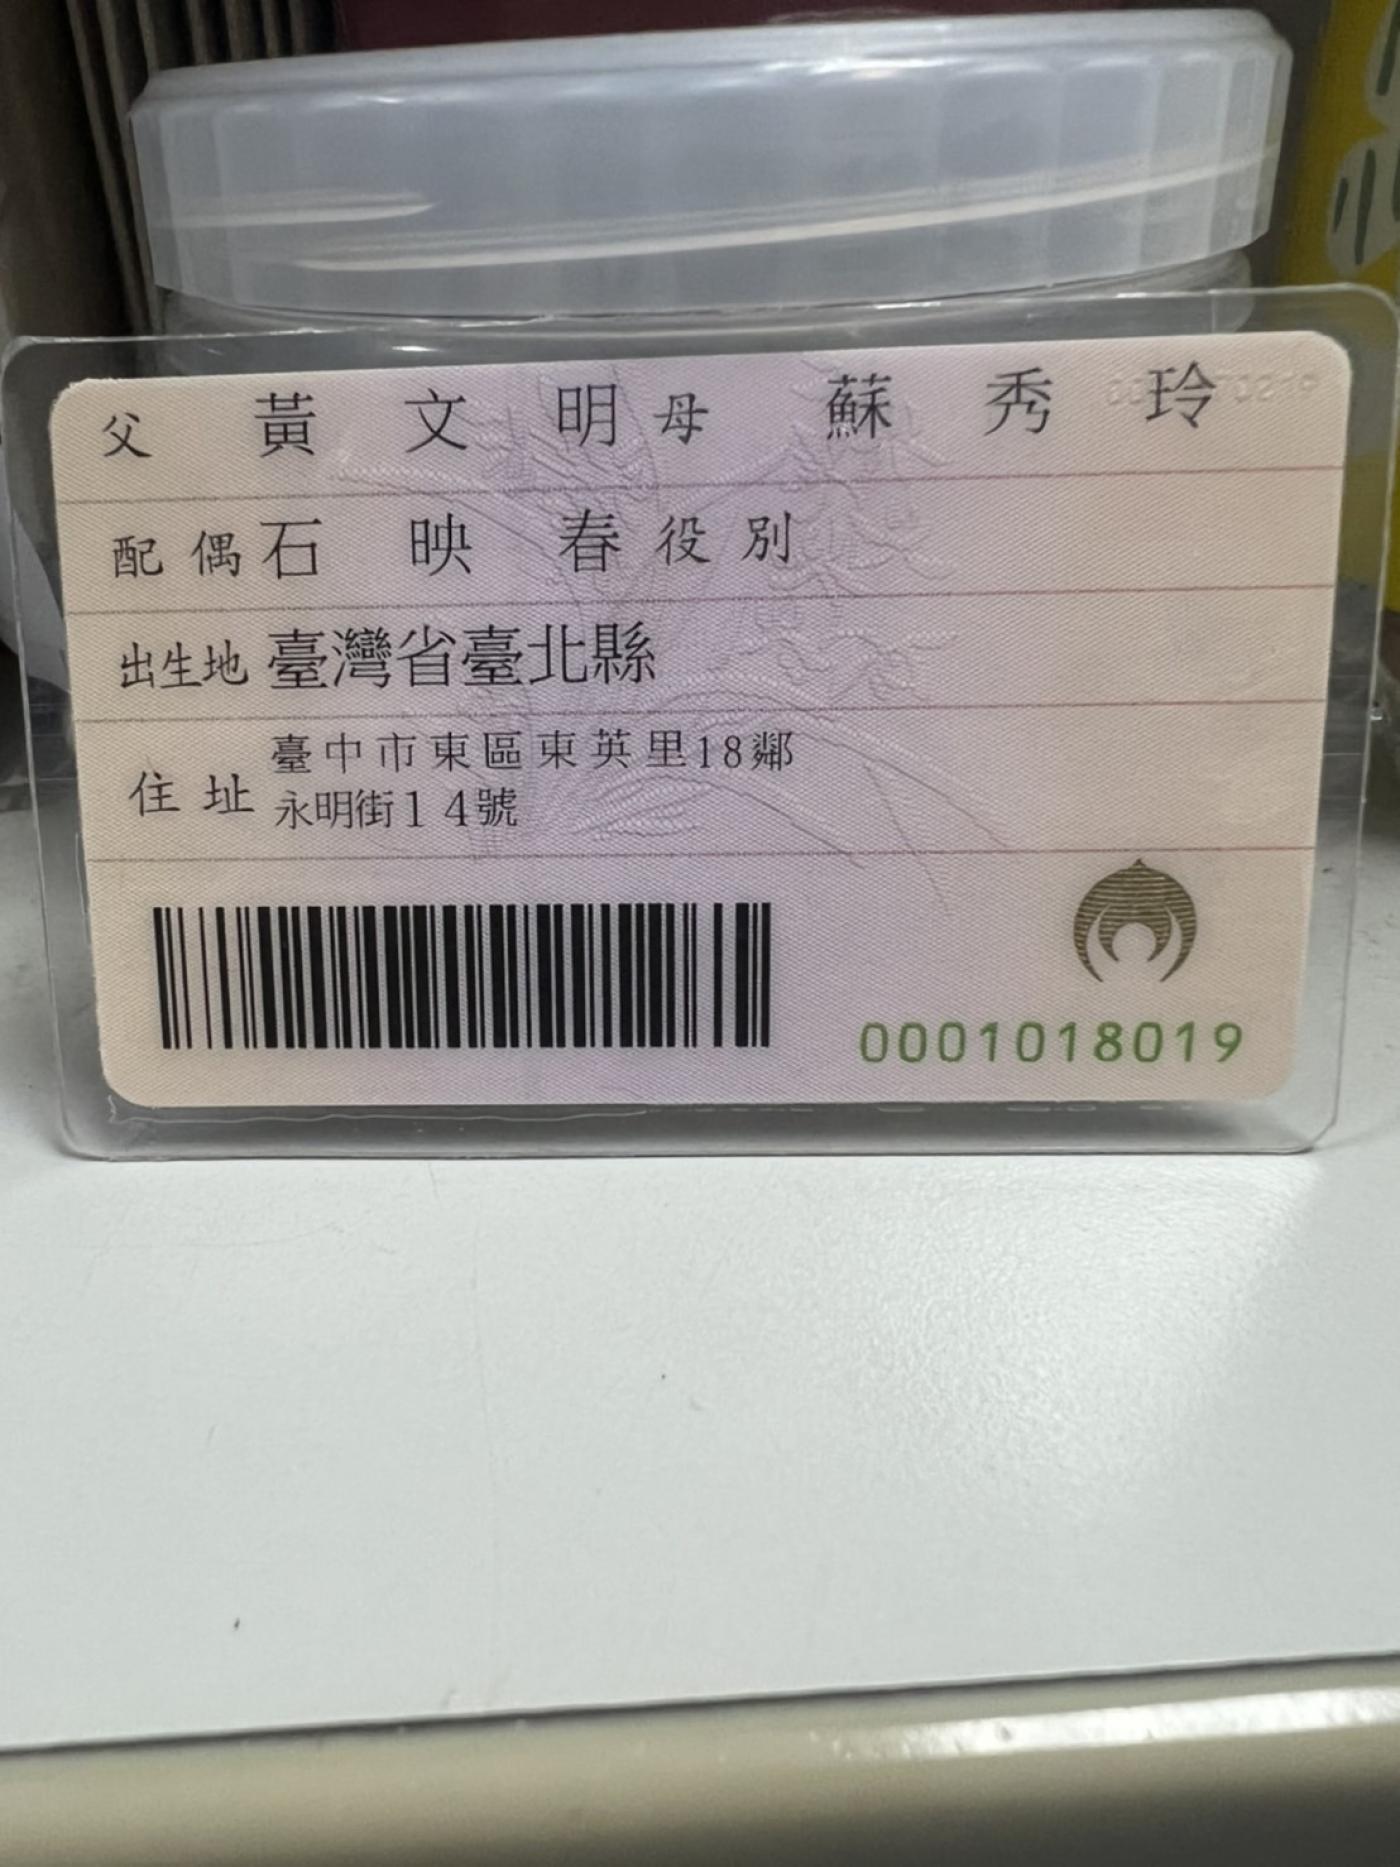 父 黃文明 母 蘇秀玲
配偶 石映春 役別
出生地 臺灣省臺北縣
住址 臺中市東區東英里18鄰
永明街14號
0001018019